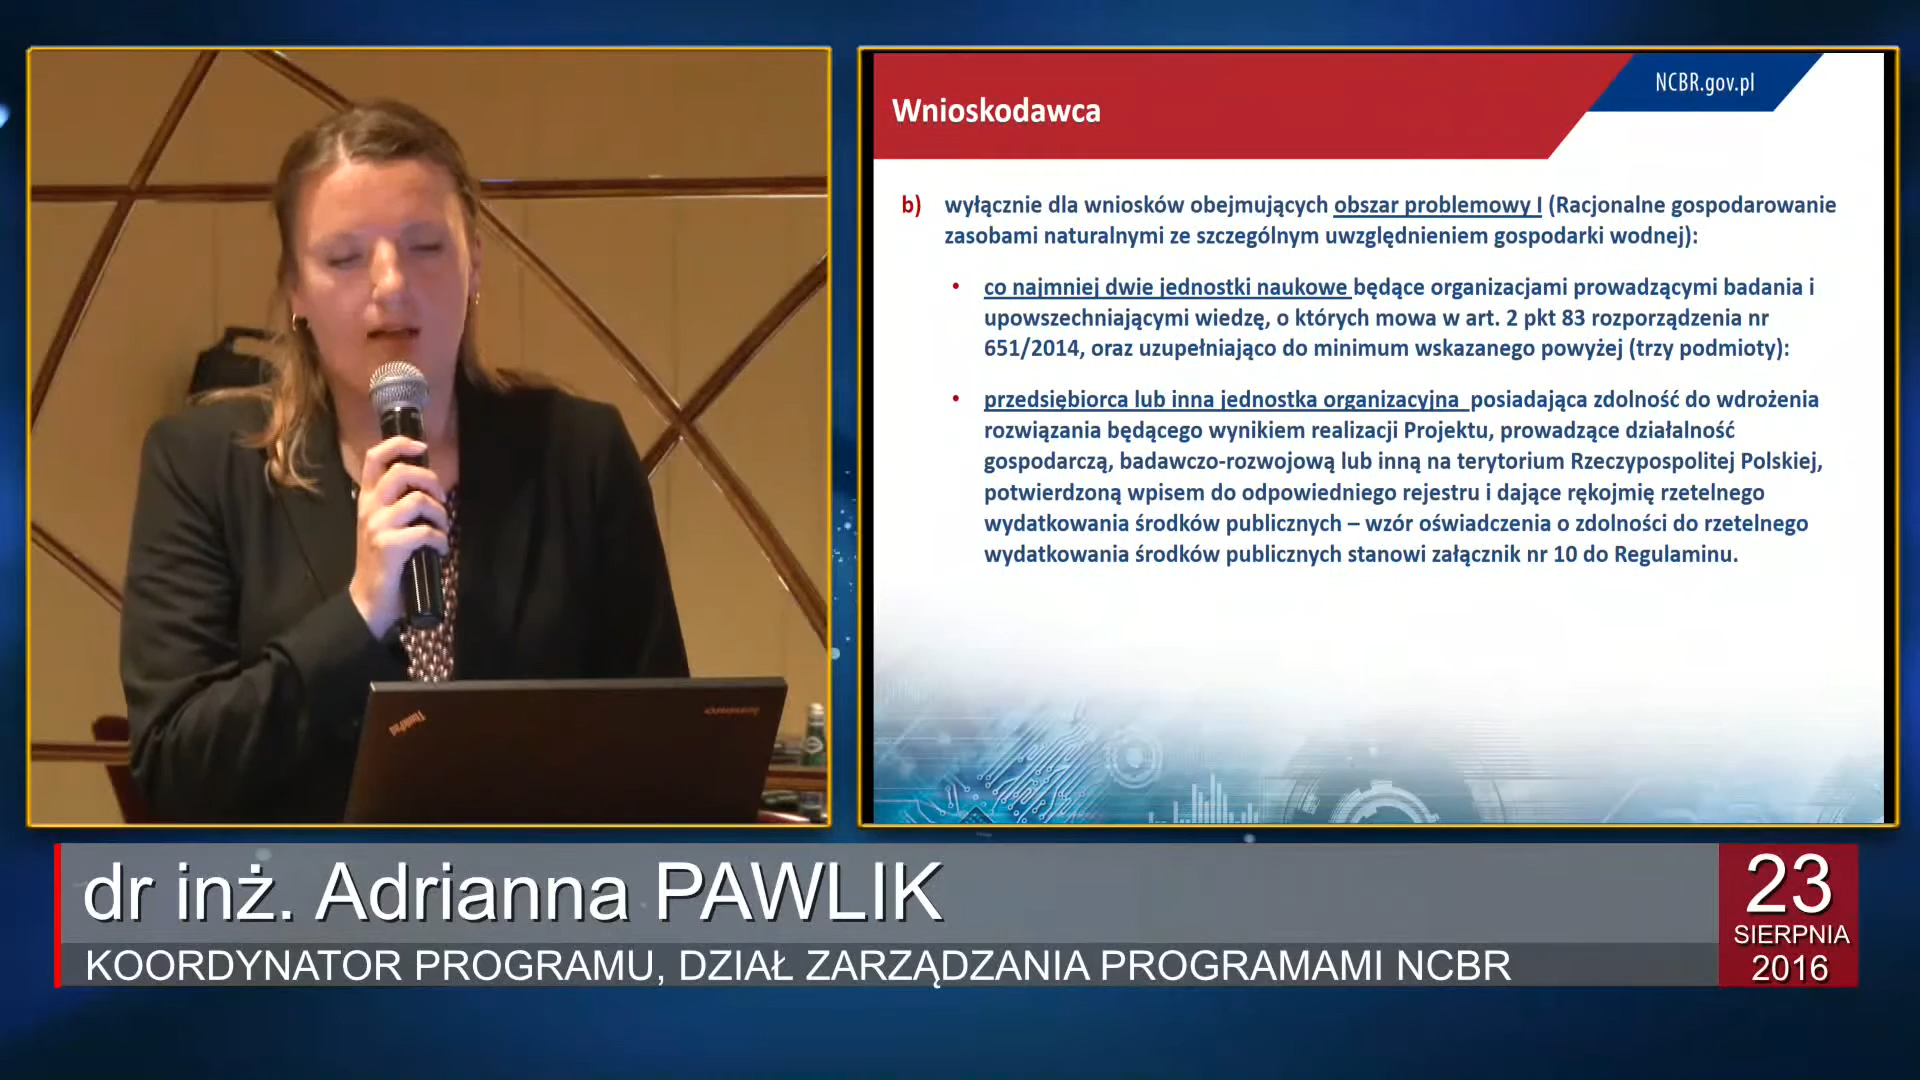 NCBR.gov.pl
Wnioskodawca
b) wyłącznie dla wniosków obejmujących obszar problemowy I (Racjonalne gospodarowanie
zasobami naturalnymi ze szczególnym uwzględnieniem gospodarki wodnej):
• co najmniej dwie jednostki naukowe będące organizacjami prowadzącymi badania i
upowszechniającymi wiedzę, o których mowa w art. 2 pkt 83 rozporządzenia nr
651/2014, oraz uzupełniająco do minimum wskazanego powyżej (trzy podmioty):
• przedsiębiorca lub inna jednostka organizacyjna posiadająca zdolność do wdrożenia
rozwiązania będącego wynikiem realizacji Projektu, prowadzące działalność
gospodarczą, badawczo-rozwojową lub inną na terytorium Rzeczypospolitej Polskiej,
potwierdzoną wpisem do odpowiedniego rejestru i dające rękojmię rzetelnego
wydatkowania środków publicznych – wzór oświadczenia o zdolności do rzetelnego
wydatkowania środków publicznych stanowi załącznik nr 10 do Regulaminu.
ThinkPad
lenovo
dr inż. Adrianna PAWLIK
KOORDYNATOR PROGRAMU, DZIAŁ ZARZĄDZANIA PROGRAMAMI NCBR
23
SIERPNIA
2016